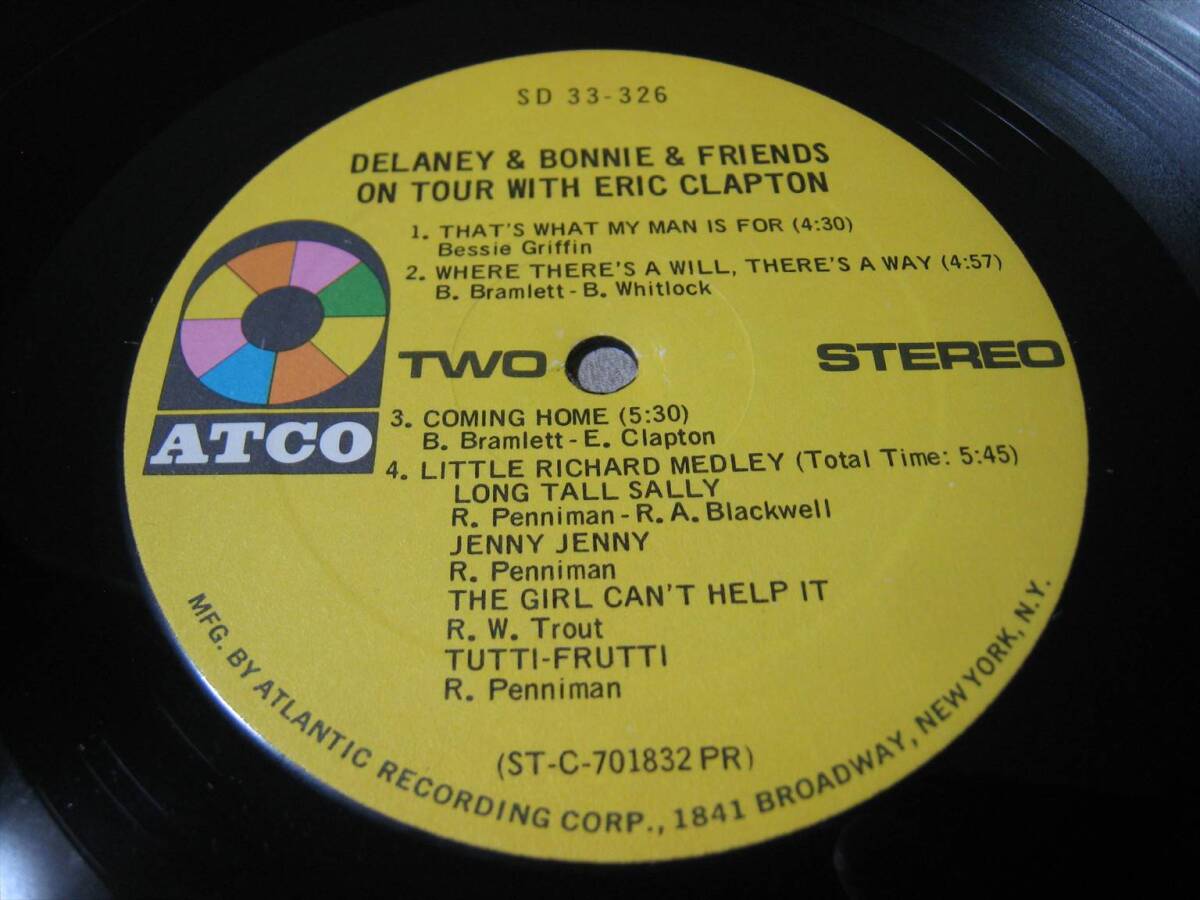 SD 33-326
DELANEY & BONNIE & FRIENDS
ON TOUR WITH ERIC CLAPTON
1. THAT'S WHAT MY MAN IS FOR (4:30)
Bessie Griffin
2. WHERE THERE'S A WILL, THERE'S A WAY (4:57)
B. Bramlett - B. Whitlock
TWO STEREO
ATCO
3. COMING HOME (5:30)
B. Bramlett - E. Clapton
4. LITTLE RICHARD MEDLEY (Total Time: 5:45)
LONG TALL SALLY
R. Penniman - R. A. Blackwell
JENNY JENNY
R. Penniman
THE GIRL CAN'T HELP IT
R. W. Trout
TUTTI-FRUTTI
R. Penniman
(ST-C-701832 PR)
MFG. BY ATLANTIC RECORDING CORP., 1841 BROADWAY, NEW YORK, N.Y.